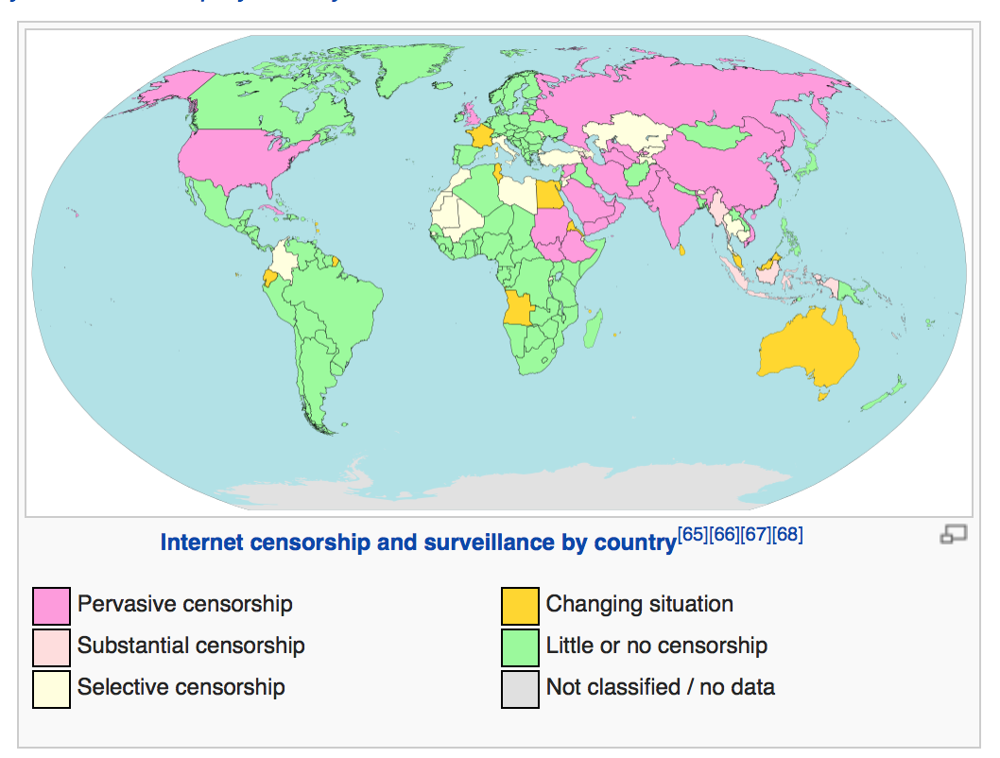 Internet censorship and surveillance by country[65][66][67][68]
Pervasive censorship
Substantial censorship
Selective censorship
Changing situation
Little or no censorship
Not classified / no data